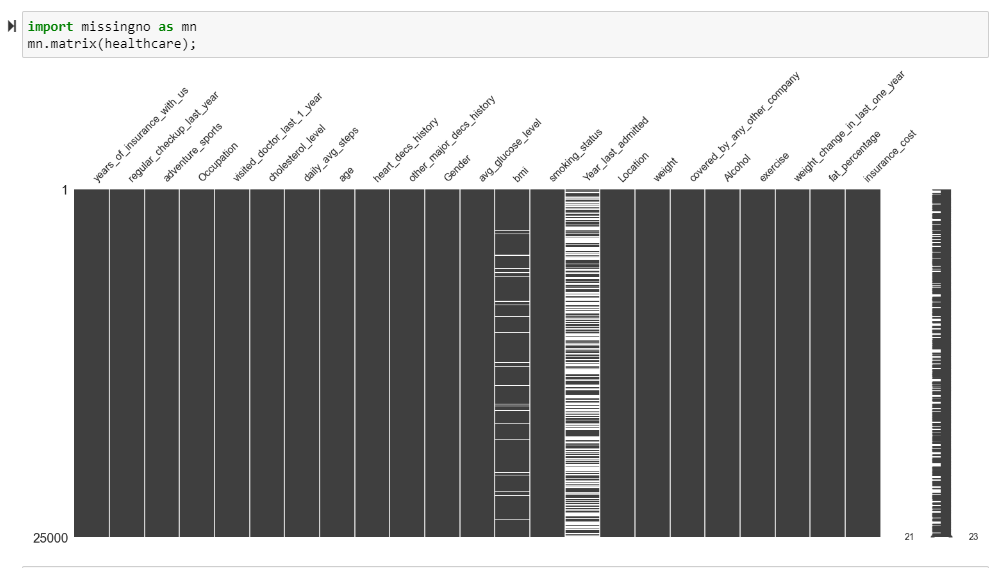 import missingno as mn
mn.matrix(healthcare);
years_of_insurance_with_us
regular_checkup_last_year
adventure_sports
Occupation
visited_doctor_last_1_year
cholesterol_level
daily_avg_steps
age
heart_decs_history
other_major_decs_history
Gender
avg_glucose_level
bmi
smoking_status
Year_last_admitted
Location
weight
covered_by_any_other_company
Alcohol
exercise
weight_change_in_last_one_year
fat_percentage
insurance_cost
1
25000
21
23